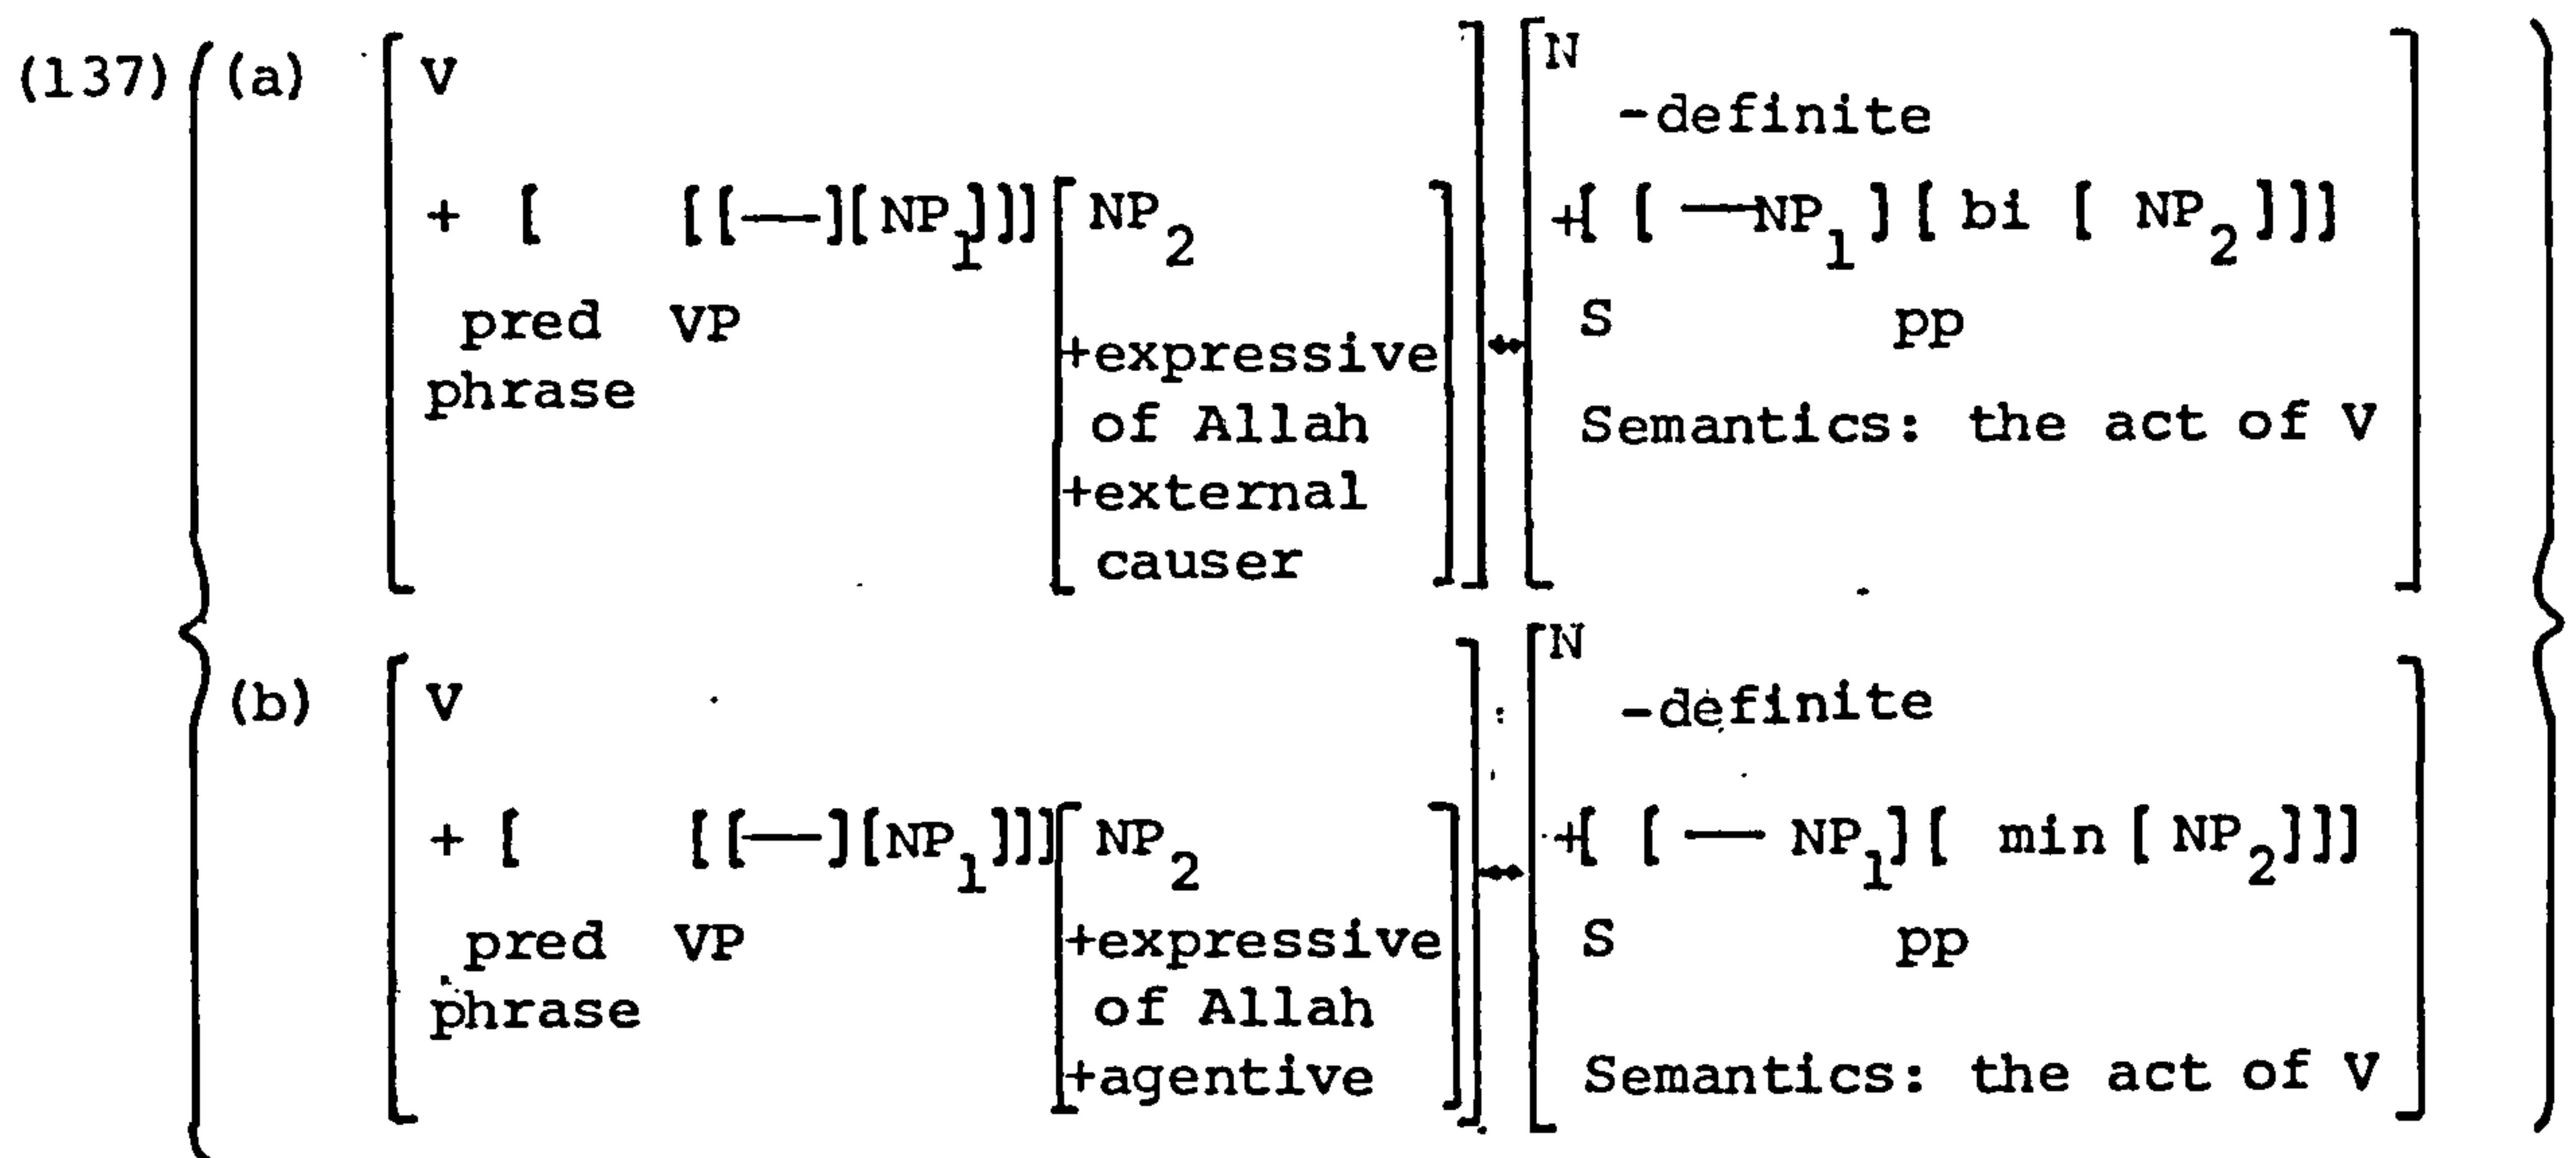 (137) (a) [ V ] [ N
-definite
+ [ [[—][NP₁]]] [ NP₂ +[ [ —NP₁ ] [ bi [ NP₂ ]]]
pred VP S pp
+expressive ↔
phrase
of Allah Semantics: the act of V
+external
causer
(b) [ V ] [ N
-definite
+ [ [[—][NP₁]]] [ NP₂ +[ [ — NP₁] [ min [ NP₂]]]
↔
pred VP +expressive S pp
phrase of Allah
+agentive Semantics: the act of V